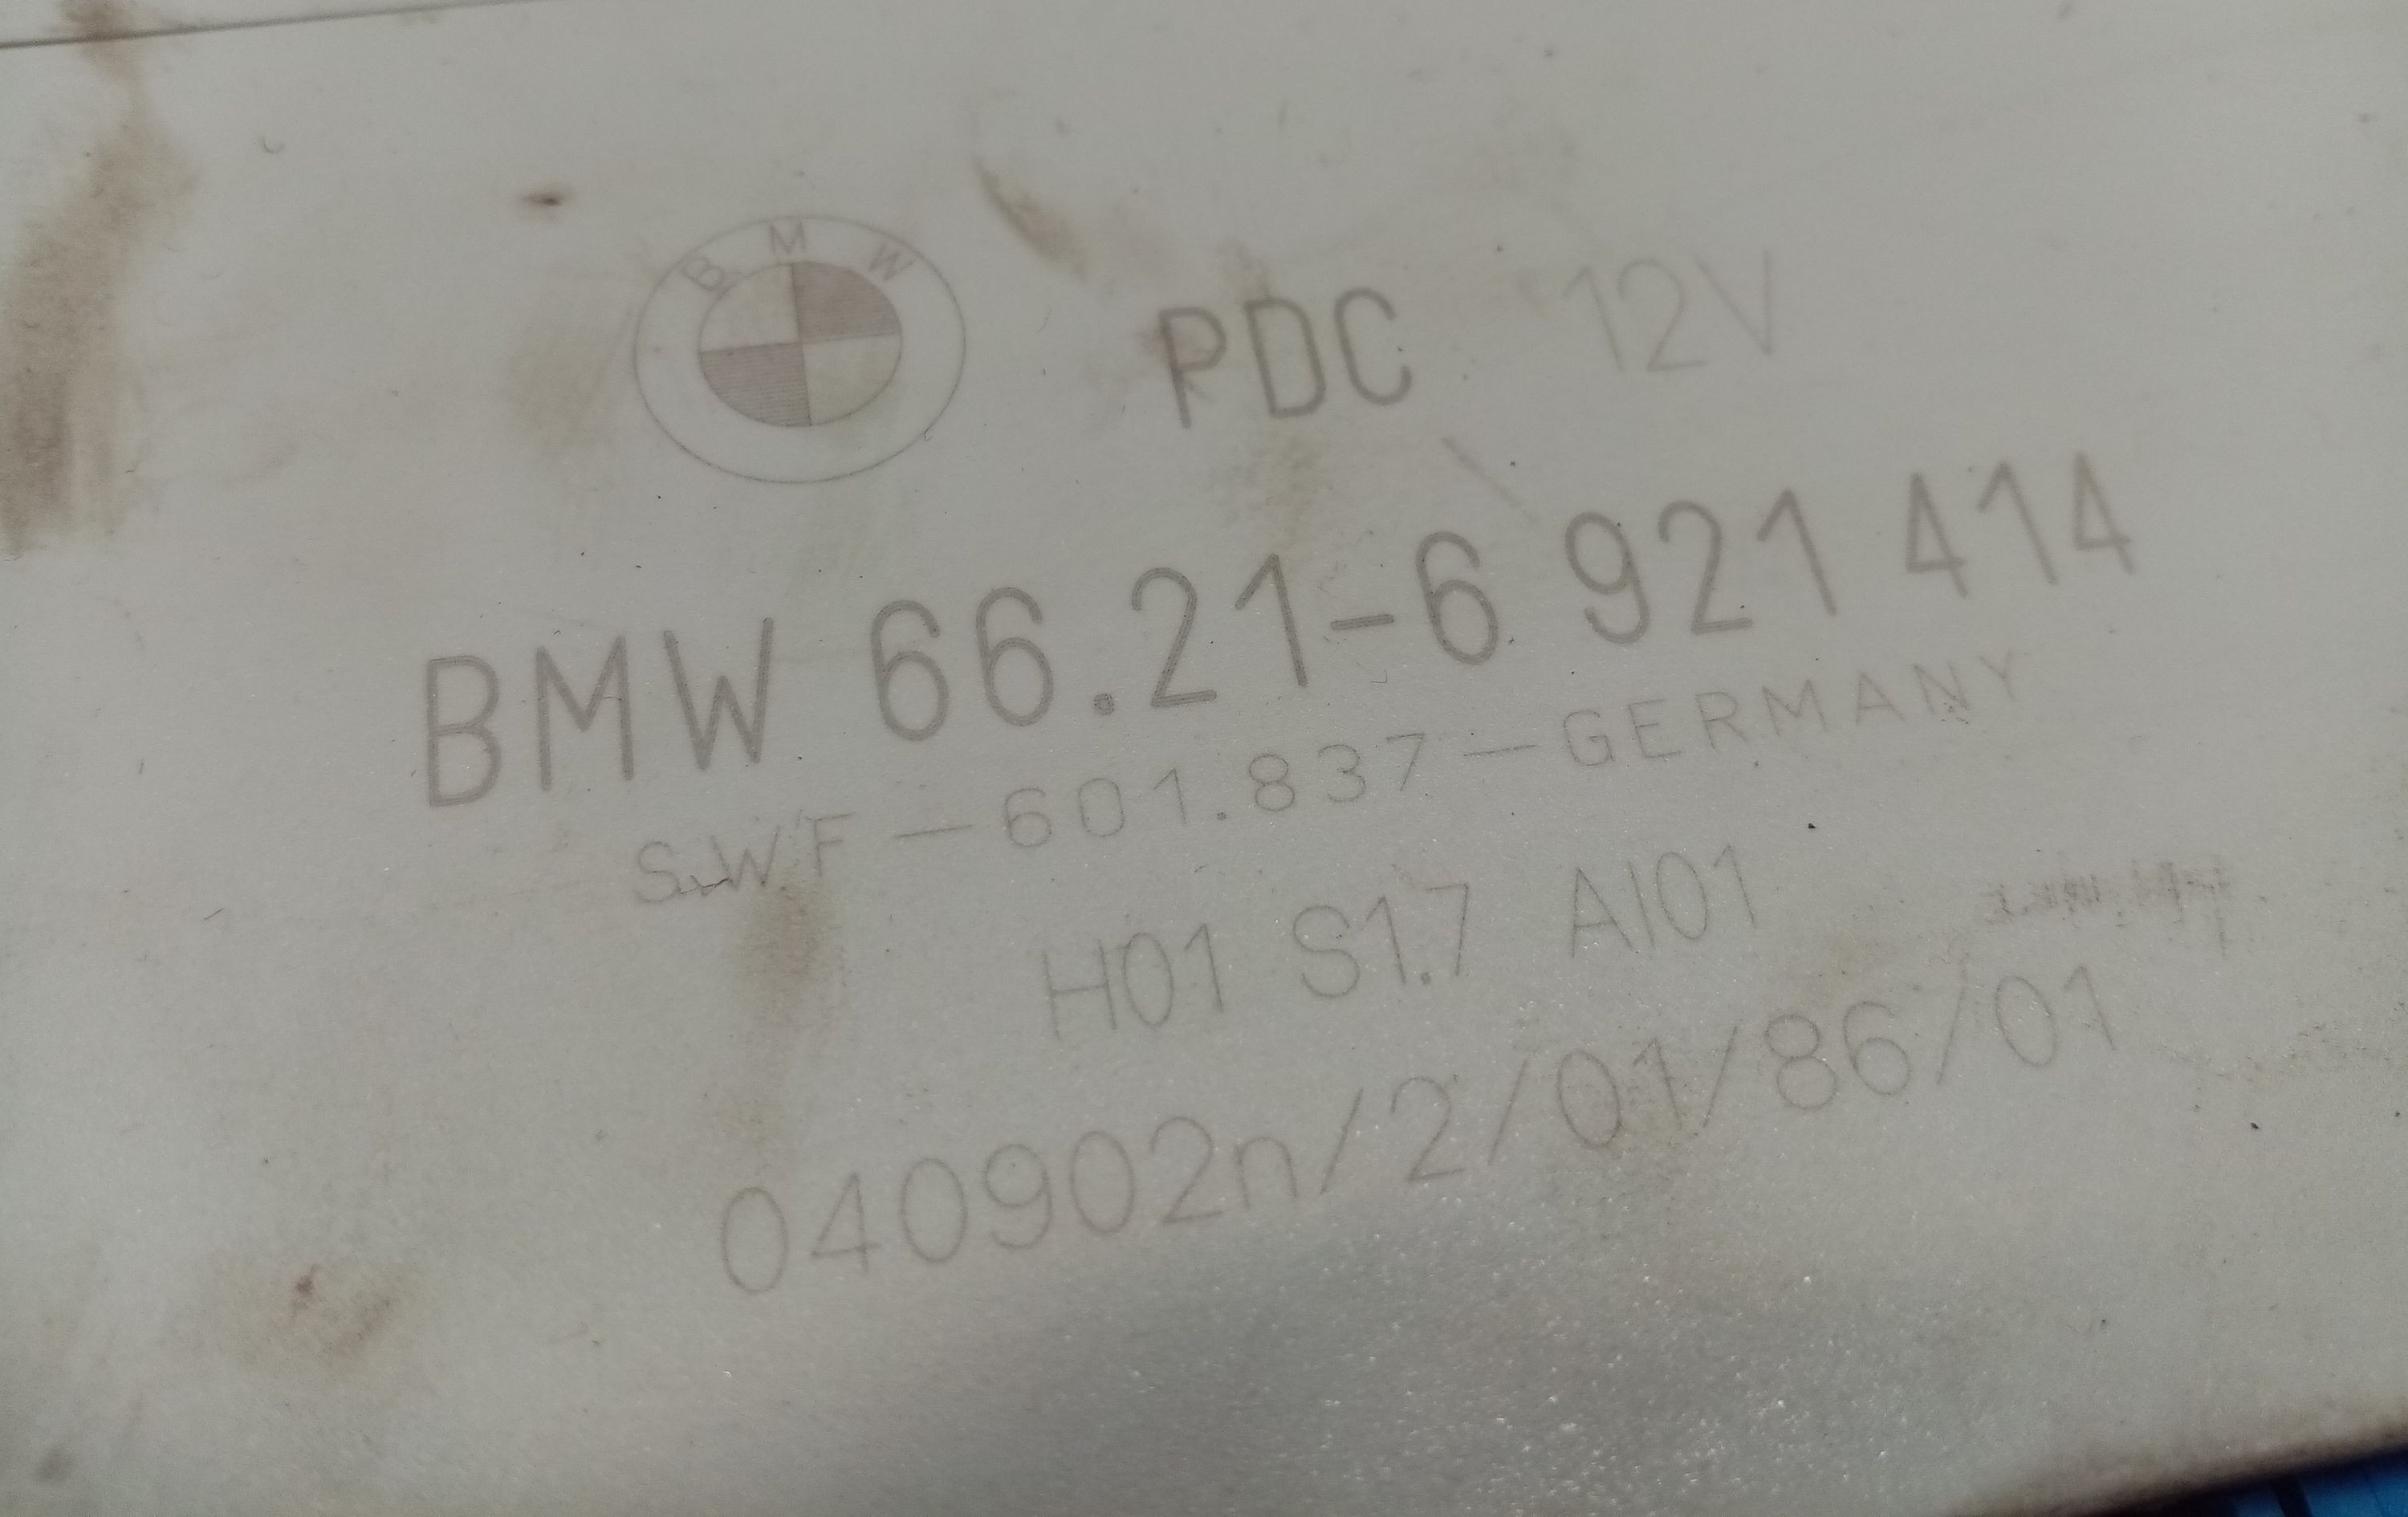 BMW
PDC 12V
BMW 66.21-6 921 414
SWF-601.837-GERMANY
H01 S1.7 AI01
040902n/2/01/86/01